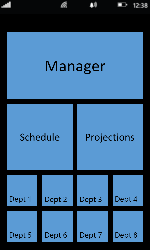 12:38
Manager
Schedule Projections
Dept 1 Dept 2 Dept 3 Dept 4
Dept 5 Dept 6 Dept 7 Dept 8